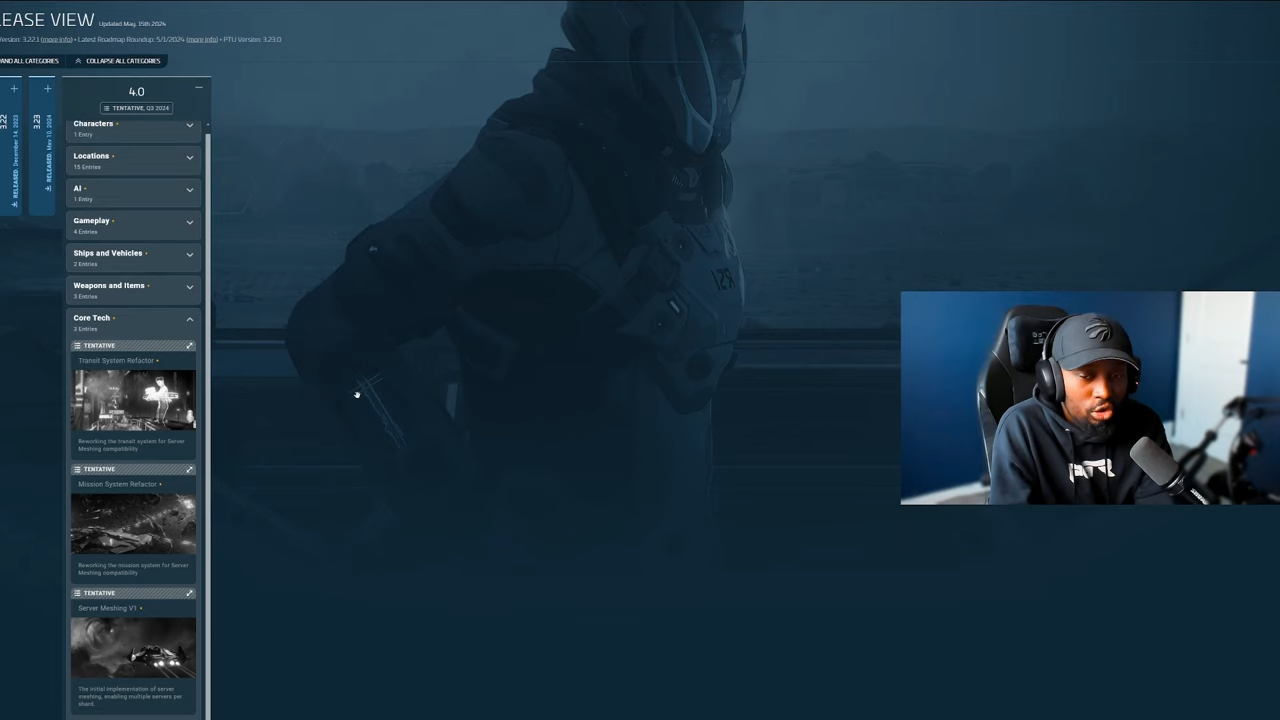 LEASE VIEW Updated May, 15th 2024
Version: 3.22.1 (more info) • Latest Roadmap Roundup: 5/1/2024 (more info) • PTU Version: 3.23.0
AND ALL CATEGORIES COLLAPSE ALL CATEGORIES
3.22
RELEASED: December 14, 2023
3.23
RELEASED: May 10, 2024
4.0
TENTATIVE, Q3 2024
Characters
1 Entry
Locations
15 Entries
AI
1 Entry
Gameplay
4 Entries
Ships and Vehicles
2 Entries
Weapons and Items
3 Entries
Core Tech
3 Entries
TENTATIVE
Transit System Refactor
Reworking the transit system for Server
Meshing compatibility
TENTATIVE
Mission System Refactor
Reworking the mission system for Server
Meshing compatibility
TENTATIVE
Server Meshing V1
The initial implementation of server
meshing, enabling multiple servers per
shard.